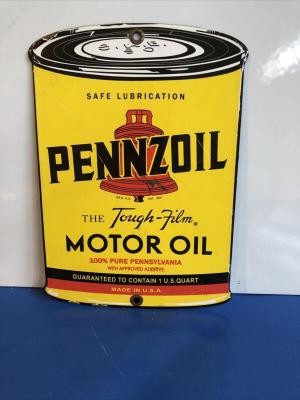 SAFE LUBRICATION
PENNZOIL
THE Tough-Film®
MOTOR OIL
100% PURE PENNSYLVANIA
WITH APPROVED ADDITIVE
GUARANTEED TO CONTAIN 1 U.S. QUART
MADE IN U.S.A